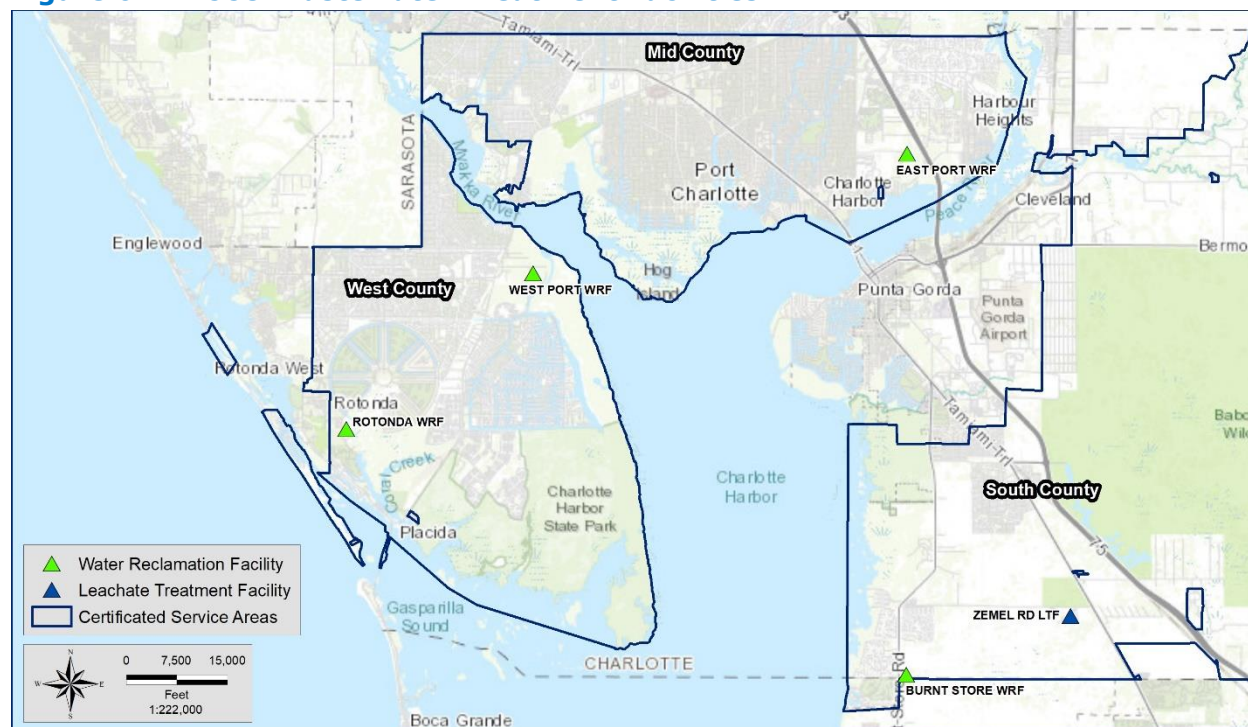 Mid County
Tamiami-Trl
Harbour
Heights
SARASOTA
Myakka River
Port
Charlotte
EAST PORT WRF
Charlotte
Harbor
Peace River
Cleveland
Englewood
Hog
Island
Punta Gorda
West County
WEST PORT WRF
Punta
Gorda
Airport
Rotonda West
Rotonda
ROTONDA WRF
Tamiami-Trl
Coral Creek
Charlotte
Harbor
South County
Charlotte
Harbor
State Park
Placida
75
Water Reclamation Facility
Leachate Treatment Facility
Certificated Service Areas
Gasparilla
Sound
ZEMEL RD LTF
CHARLOTTE
N
W E
S
0 7,500 15,000
Feet
1:222,000
BURNT STORE WRF
Boca Grande